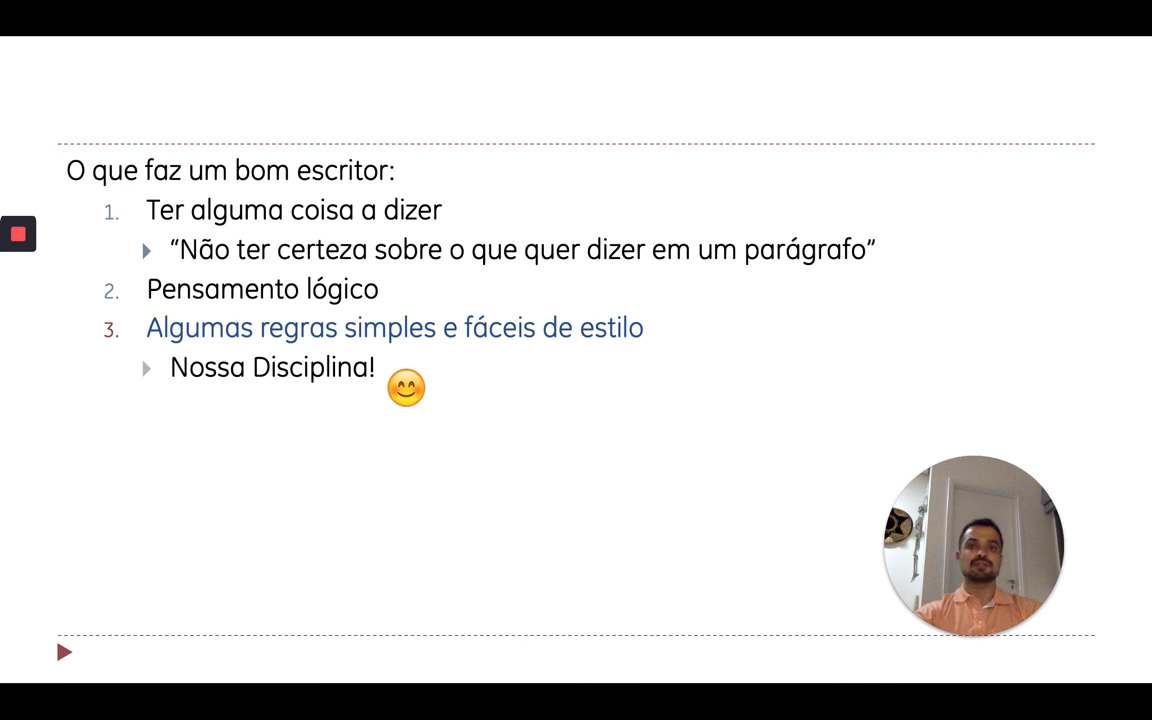 O que faz um bom escritor:
1. Ter alguma coisa a dizer
“Não ter certeza sobre o que quer dizer em um parágrafo”
2. Pensamento lógico
3. Algumas regras simples e fáceis de estilo
Nossa Disciplina! 😊